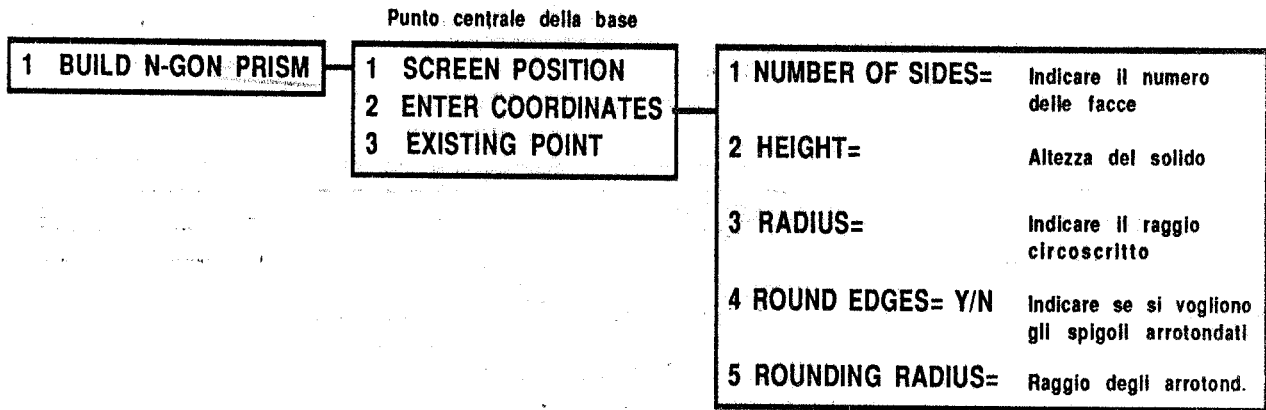 Punto centrale della base
1 BUILD N-GON PRISM
1 SCREEN POSITION
2 ENTER COORDINATES
3 EXISTING POINT
1 NUMBER OF SIDES= Indicare il numero
delle facce
2 HEIGHT= Altezza del solido
3 RADIUS= Indicare il raggio
circoscritto
4 ROUND EDGES= Y/N Indicare se si vogliono
gli spigoli arrotondati
5 ROUNDING RADIUS= Raggio degli arrotond.